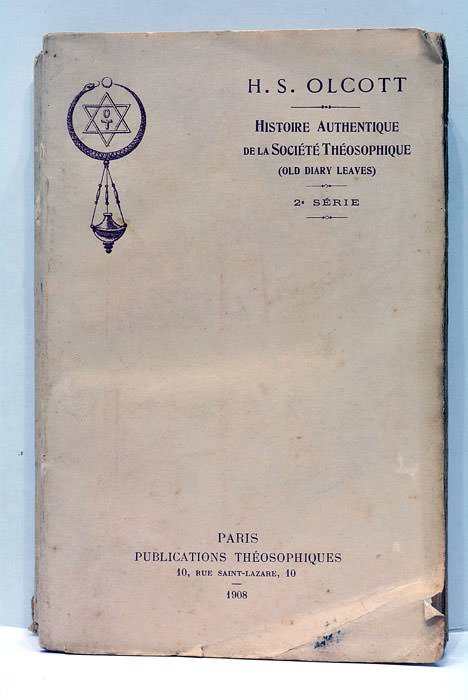 H. S. OLCOTT
HISTOIRE AUTHENTIQUE
DE LA SOCIÉTÉ THÉOSOPHIQUE
(OLD DIARY LEAVES)
2e SÉRIE
PARIS
PUBLICATIONS THÉOSOPHIQUES
10, RUE SAINT-LAZARE, 10
1908